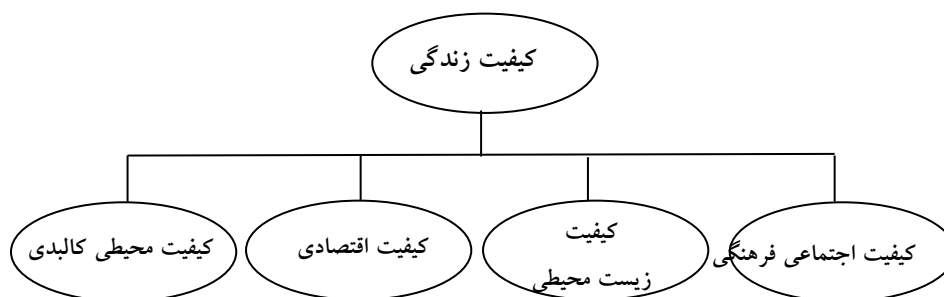 کیفیت زندگی
کیفیت اجتماعی فرهنگی
کیفیت
زیست محیطی
کیفیت اقتصادی
کیفیت محیطی کالبدی